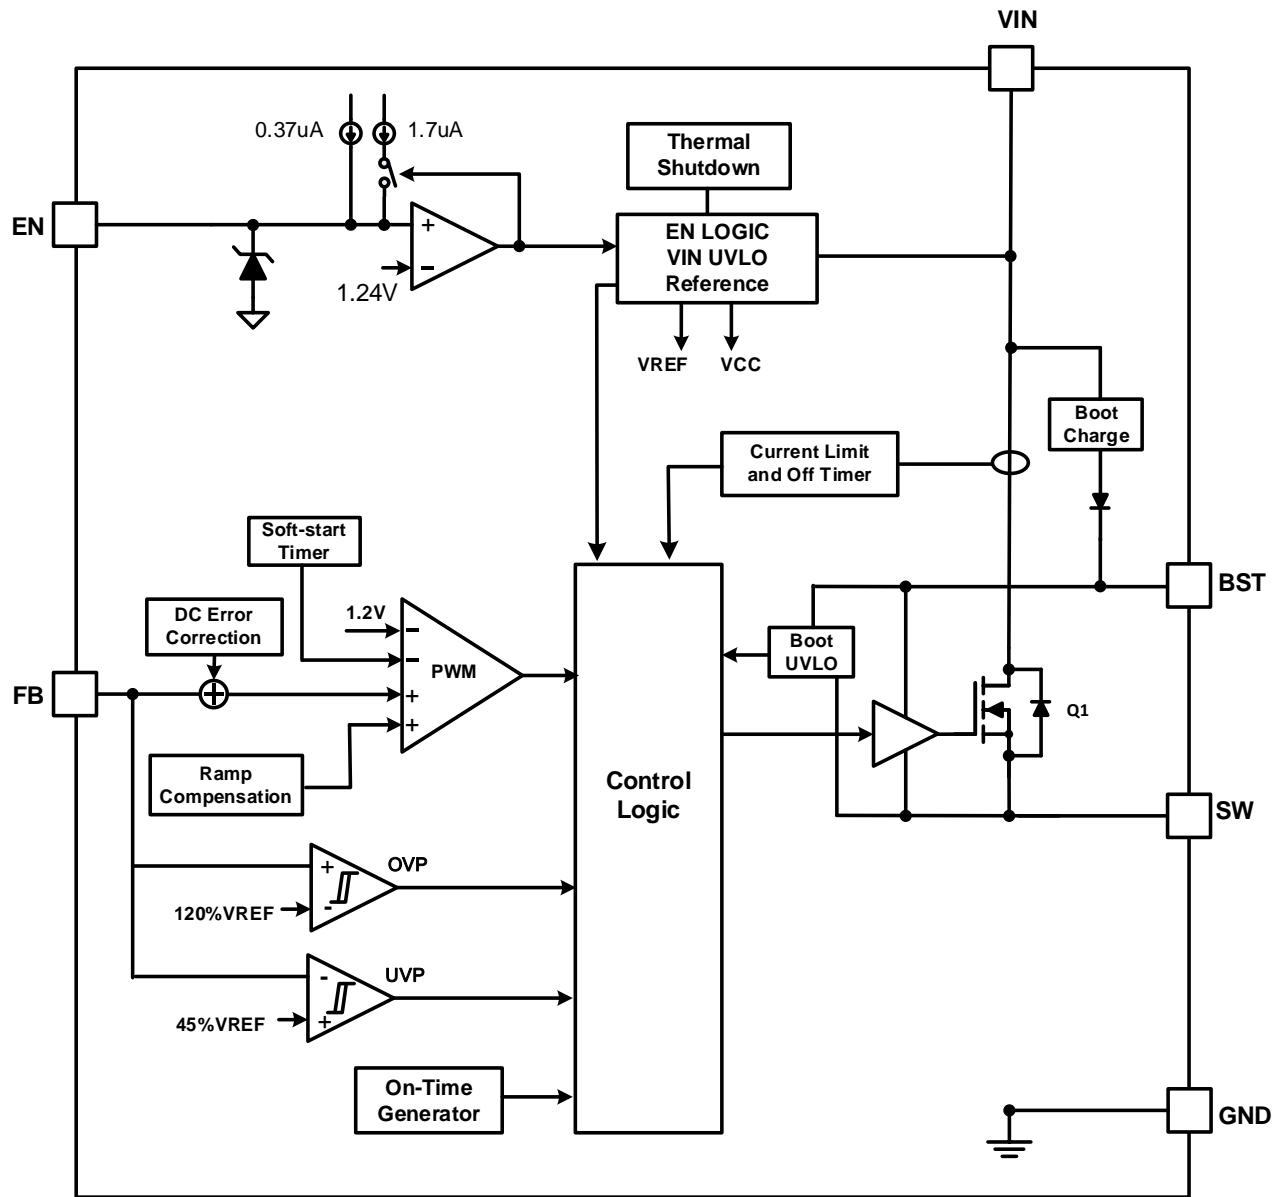 VIN
0.37uA
1.7uA
Thermal
Shutdown
EN
+
-
1.24V
EN LOGIC
VIN UVLO
Reference
VREF
VCC
Boot
Charge
Current Limit
and Off Timer
Soft-start
Timer
BST
DC Error
Correction
1.2V
-
-
PWM
+
+
FB
Boot
UVLO
Q1
Ramp
Compensation
Control
Logic
SW
OVP
+
-
120%VREF
UVP
-
+
45%VREF
On-Time
Generator
GND